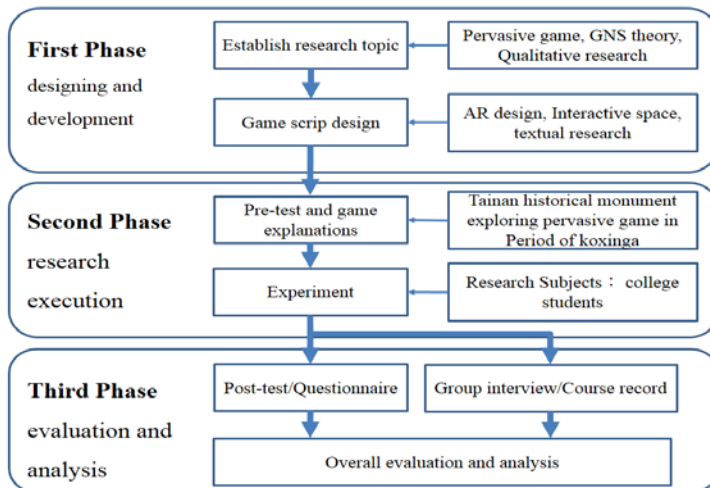 First Phase
designing and
development
Establish research topic
Pervasive game, GNS theory,
Qualitative research
Game scrip design
AR design, Interactive space,
textual research
Second Phase
research
execution
Pre-test and game
explanations
Tainan historical monument
exploring pervasive game in
Period of koxinga
Experiment
Research Subjects： college
students
Third Phase
evaluation and
analysis
Post-test/Questionnaire
Group interview/Course record
Overall evaluation and analysis